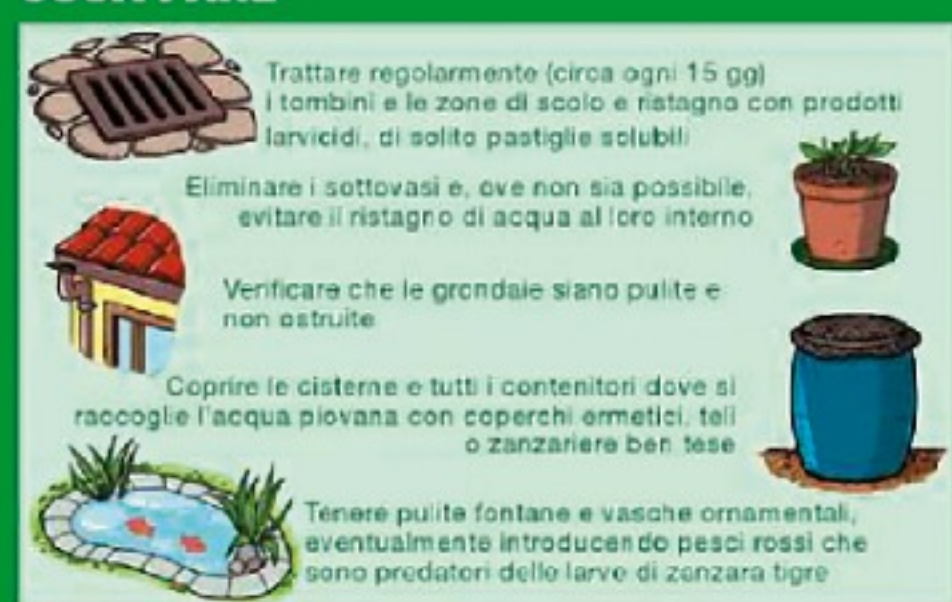 Trattare regolarmente (circa ogni 15 gg)
i tombini e le zone di scolo e ristagno con prodotti
larvicidi, di solito pastiglie solubili
Eliminare i sottovasi e, ove non sia possibile,
evitare il ristagno di acqua al loro interno
Verificare che le grondaie siano pulite e
non ostruite
Coprire le cisterne e tutti i contenitori dove si
raccoglie l'acqua piovana con coperchi ermetici, teli
o zanzariere ben tese
Tenere pulite fontane e vasche ornamentali,
eventualmente introducendo pesci rossi che
sono predatori delle larve di zanzara tigre